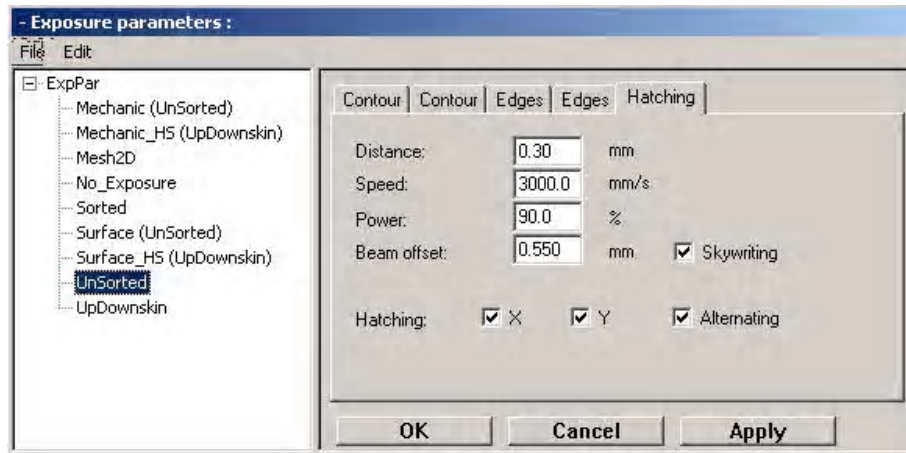 - Exposure parameters :
File Edit
ExpPar
Mechanic (UnSorted)
Mechanic_HS (UpDownskin)
Mesh2D
No_Exposure
Sorted
Surface (UnSorted)
Surface_HS (UpDownskin)
UnSorted
UpDownskin
Contour Contour Edges Edges Hatching
Distance: 0.30 mm
Speed: 3000.0 mm/s
Power: 90.0 %
Beam offset: 0.550 mm Skywriting
Hatching: X Y Alternating
OK Cancel Apply